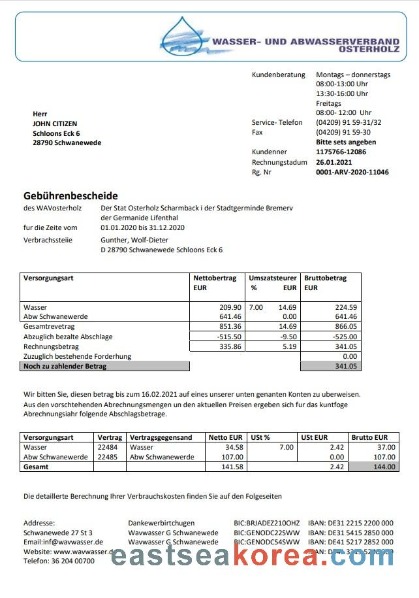 WASSER- UND ABWASSERVERBAND
OSTERHOLZ
Kundenberatung Montags – donnerstags
08:00-13:00 Uhr
13:30-16:00 Uhr
Freitags
08:00- 12:00 Uhr
Herr
JOHN CITIZEN
Schloons Eck 6
28790 Schwanewede
Service- Telefon (04209) 91 59-31/32
Fax (04209) 91 59-30
Bitte sets angeben
Kundenner 1175766-12086
Rechnungstadum 26.01.2021
Rg. Nr 0001-ARV-2020-11046
Gebührenbescheide
des WAVosterholz Der Stat Osterholz Scharmback i der Stadtgerminde Bremerv
der Germanide Lifenthal
fur die Zeite vom 01.01.2020 bis 31.12.2020
Verbrachssteile Gunther, Wolf-Dieter
D 28790 Schwanewede Schloons Eck 6
Versorgungsart Nettobertrag Umsatzsteurer Bruttobetrag
EUR % EUR EUR
Wasser 209.90 7.00 14.69 224.59
Abw Schwanewerde 641.46 0.00 641.46
Gesamtrevetrag 851.36 14.69 866.05
Abzuglich bezalte Abschlage -515.50 -9.50 -525.00
Rechnungsbetrag 335.86 5.19 341.05
Zuzuglich bestehende Forderhung 0.00
Noch zu zahlender Betrag 341.05
Wir bitten Sie, diesen betrag bis zum 16.02.2021 auf eines unserer unten genanten Konten zu uberweisen.
Aus den vorschtehenden Abrechnungsmengen un den aktuelen Preisen ergeben sich fur das kuntfoge
Abrechnungsiahr folgende Abschlagsbetrage.
Versorgungsart Vertrag Vertragsgegensand Netto EUR USt % USt EUR Brutto EUR
Wasser 22484 Wasser 34.58 7.00 2.42 37.00
Abw Schwanewerde 22485 Abw Schwanewerde 107.00 0.00 107.00
Gesamt 141.58 2.42 144.00
Die detailerte Berechnung Ihrer Verbrauchskosten finden Sie auf den Folgeseiten
Addresse: Dankewerbirtchugen BIC:BRJADEZ210OHZ IBAN: DE31 2215 2200 000
Schwanewede 27 St 3 Wavwasser G Schwanewerde BIC:GENODC22SWW IBAN: DE31 5415 2850 000
Email:inf@wavwasser.d Wavwasser G Schwanewerde BIC:GENODC54SWW IBAN: DE41 5217 2852 000
Website: www.wavwasser.d
Telefon: 36 204 00700
eastseakorea.com